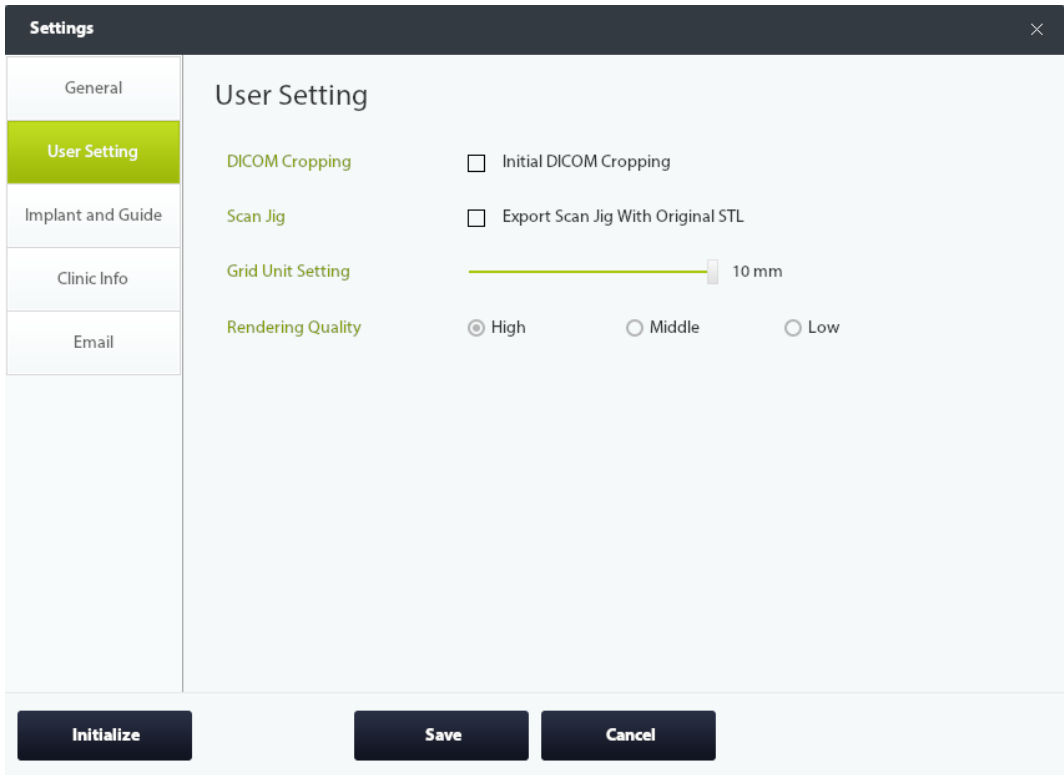 Settings
General
User Setting
Implant and Guide
Clinic Info
Email
User Setting
DICOM Cropping Initial DICOM Cropping
Scan Jig Export Scan Jig With Original STL
Grid Unit Setting 10 mm
Rendering Quality High Middle Low
Initialize Save Cancel